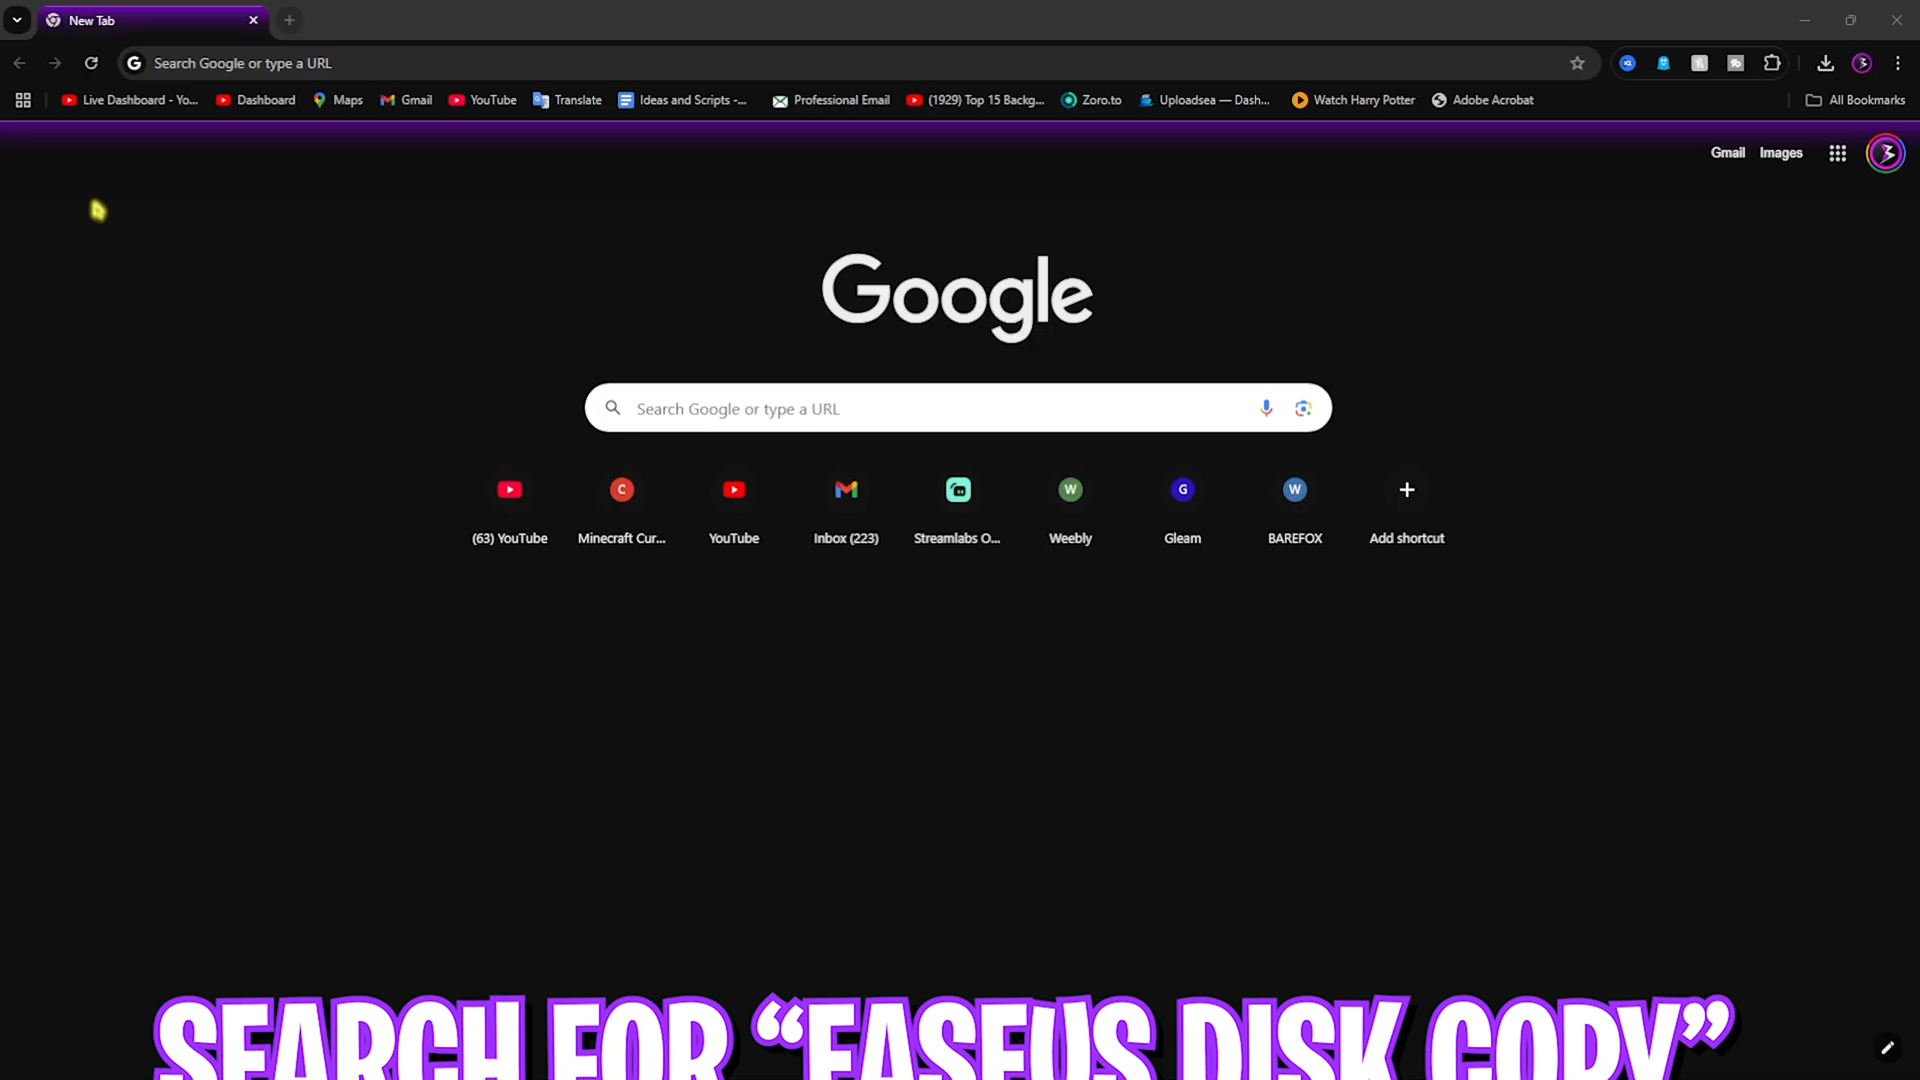 New Tab
Search Google or type a URL
Live Dashboard - Yo...
Dashboard
Maps
Gmail
YouTube
Translate
Ideas and Scripts -...
Professional Email
(1929) Top 15 Backg...
Zoro.to
Uploadsea — Dash...
Watch Harry Potter
Adobe Acrobat
All Bookmarks
Gmail
Images
Google
Search Google or type a URL
C
W
G
W
(63) YouTube
Minecraft Cur...
YouTube
Inbox (223)
Streamlabs O...
Weebly
Gleam
BAREFOX
Add shortcut
SEARCH FOR “EASEUS DISK COPY”